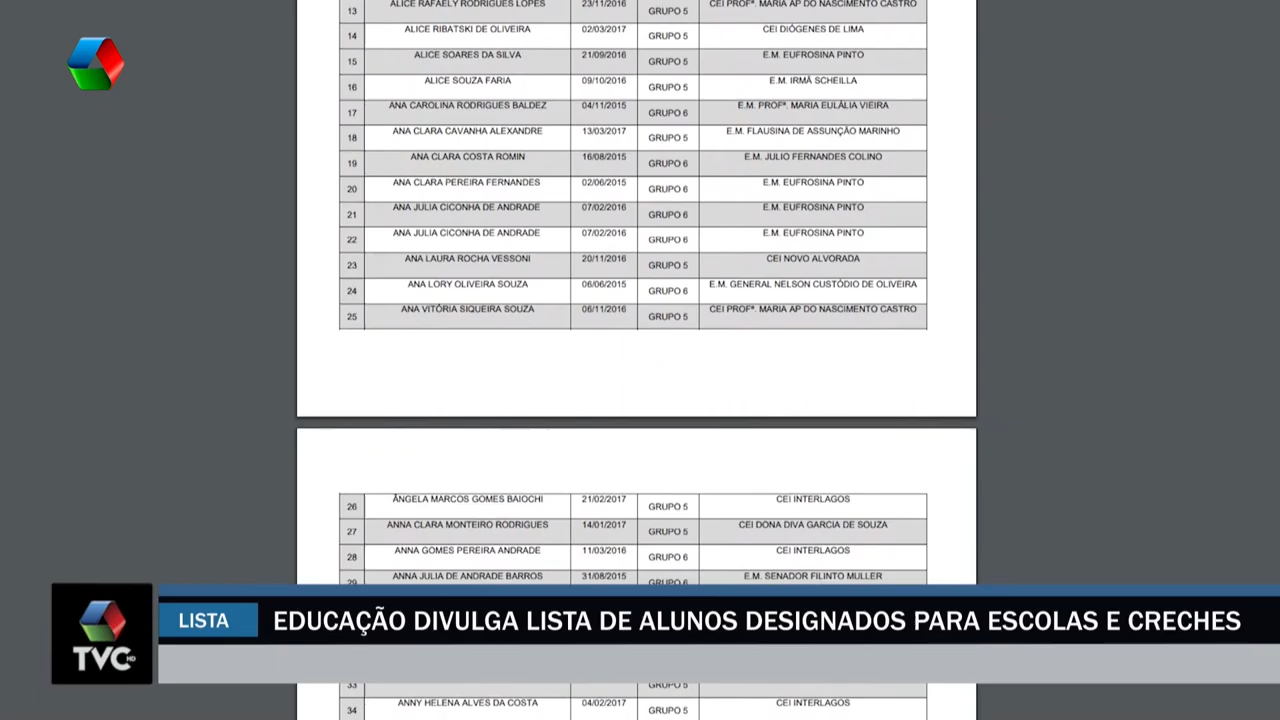 13 ALICE RAFAELY RODRIGUES LOPES 23/11/2016 GRUPO 5 CEI PROFª. MARIA AP DO NASCIMENTO CASTRO
14 ALICE RIBATSKI DE OLIVEIRA 02/03/2017 GRUPO 5 CEI DIÓGENES DE LIMA
15 ALICE SOARES DA SILVA 21/09/2016 GRUPO 5 E.M. EUFROSINA PINTO
16 ALICE SOUZA FARIA 09/10/2016 GRUPO 5 E.M. IRMÃ SCHEILLA
17 ANA CAROLINA RODRIGUES BALDEZ 04/11/2015 GRUPO 6 E.M. PROFª. MARIA EULÁLIA VIEIRA
18 ANA CLARA CAVANHA ALEXANDRE 13/03/2017 GRUPO 5 E.M. FLAUSINA DE ASSUNÇÃO MARINHO
19 ANA CLARA COSTA ROMIN 16/08/2015 GRUPO 6 E.M. JULIO FERNANDES COLINO
20 ANA CLARA PEREIRA FERNANDES 02/06/2015 GRUPO 6 E.M. EUFROSINA PINTO
21 ANA JULIA CICONHA DE ANDRADE 07/02/2016 GRUPO 6 E.M. EUFROSINA PINTO
22 ANA JULIA CICONHA DE ANDRADE 07/02/2016 GRUPO 6 E.M. EUFROSINA PINTO
23 ANA LAURA ROCHA VESSONI 20/11/2016 GRUPO 5 CEI NOVO ALVORADA
24 ANA LORY OLIVEIRA SOUZA 06/06/2015 GRUPO 6 E.M. GENERAL NELSON CUSTÓDIO DE OLIVEIRA
25 ANA VITÓRIA SIQUEIRA SOUZA 06/11/2016 GRUPO 5 CEI PROFª. MARIA AP DO NASCIMENTO CASTRO
26 ÂNGELA MARCOS GOMES BAIOCHI 21/02/2017 GRUPO 5 CEI INTERLAGOS
27 ANNA CLARA MONTEIRO RODRIGUES 14/01/2017 GRUPO 5 CEI DONA DIVA GARCIA DE SOUZA
28 ANNA GOMES PEREIRA ANDRADE 11/03/2016 GRUPO 6 CEI INTERLAGOS
29 ANNA JULIA DE ANDRADE BARROS 31/08/2015 GRUPO 6 E.M. SENADOR FILINTO MULLER
LISTA EDUCAÇÃO DIVULGA LISTA DE ALUNOS DESIGNADOS PARA ESCOLAS E CRECHES
TVC HD
33 GRUPO 5
34 ANNY HELENA ALVES DA COSTA 04/02/2017 GRUPO 5 CEI INTERLAGOS